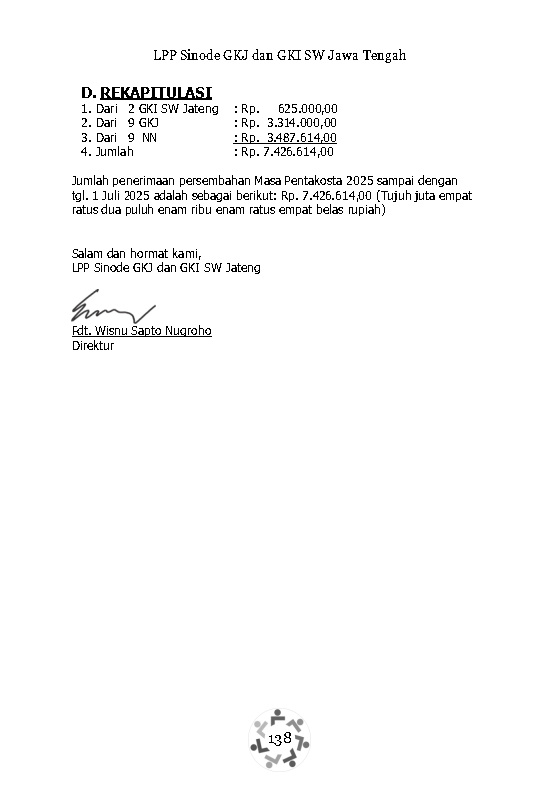 LPP Sinode GKJ dan GKI SW Jawa Tengah
D. REKAPITULASI
1. Dari 2 GKI SW Jateng : Rp. 625.000,00
2. Dari 9 GKJ : Rp. 3.314.000,00
3. Dari 9 NN : Rp. 3.487.614,00
4. Jumlah : Rp. 7.426.614,00
Jumlah penerimaan persembahan Masa Pentakosta 2025 sampai dengan
tgl. 1 Juli 2025 adalah sebagai berikut: Rp. 7.426.614,00 (Tujuh juta empat
ratus dua puluh enam ribu enam ratus empat belas rupiah)
Salam dan hormat kami,
LPP Sinode GKJ dan GKI SW Jateng
Pdt. Wisnu Sapto Nugroho
Direktur
138